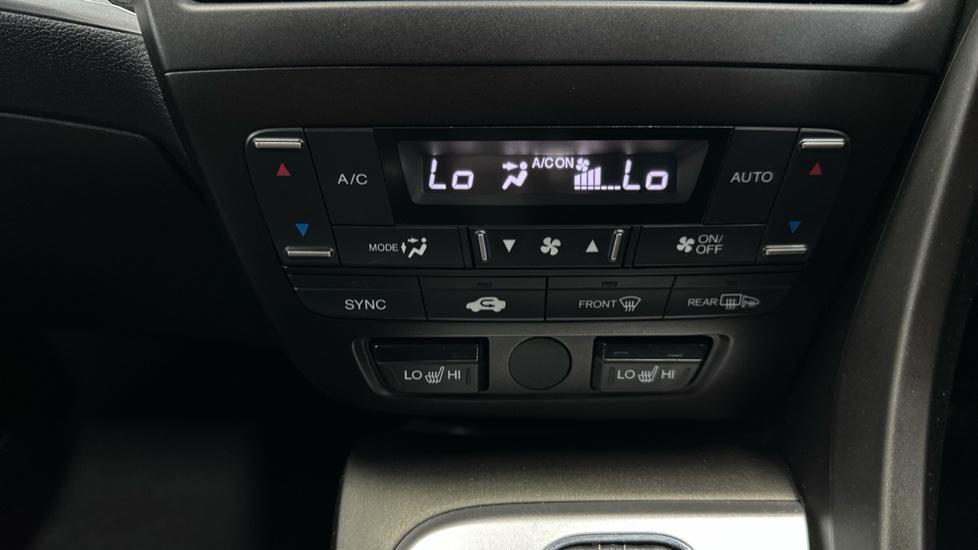 Lo A/C ON Lo
A/C
AUTO
MODE
ON/
OFF
SYNC
FRONT
REAR
LO HI
LO HI